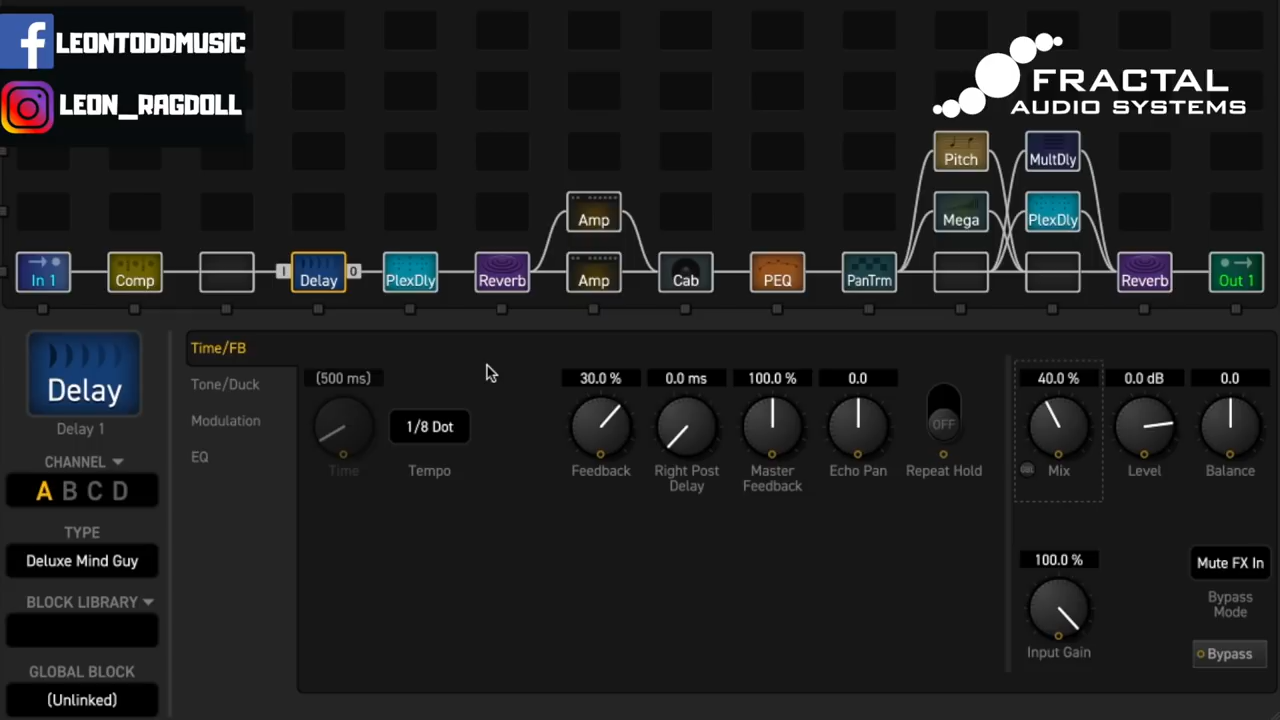 LEONTODDMUSIC
LEON_RAGDOLL
FRACTAL
AUDIO SYSTEMS
Pitch
MultDly
Amp
Mega
PlexDly
In 1
Comp
I
Delay
O
PlexDly
Reverb
Amp
Cab
PEQ
PanTrm
Reverb
Out 1
Delay
Delay 1
CHANNEL
A B C D
TYPE
Deluxe Mind Guy
BLOCK LIBRARY
GLOBAL BLOCK
(Unlinked)
Time/FB
Tone/Duck
Modulation
EQ
(500 ms)
Time
1/8 Dot
Tempo
30.0 %
Feedback
0.0 ms
Right Post
Delay
100.0 %
Master
Feedback
0.0
Echo Pan
OFF
Repeat Hold
40.0 %
Mix
0.0 dB
Level
0.0
Balance
100.0 %
Input Gain
Mute FX In
Bypass
Mode
Bypass